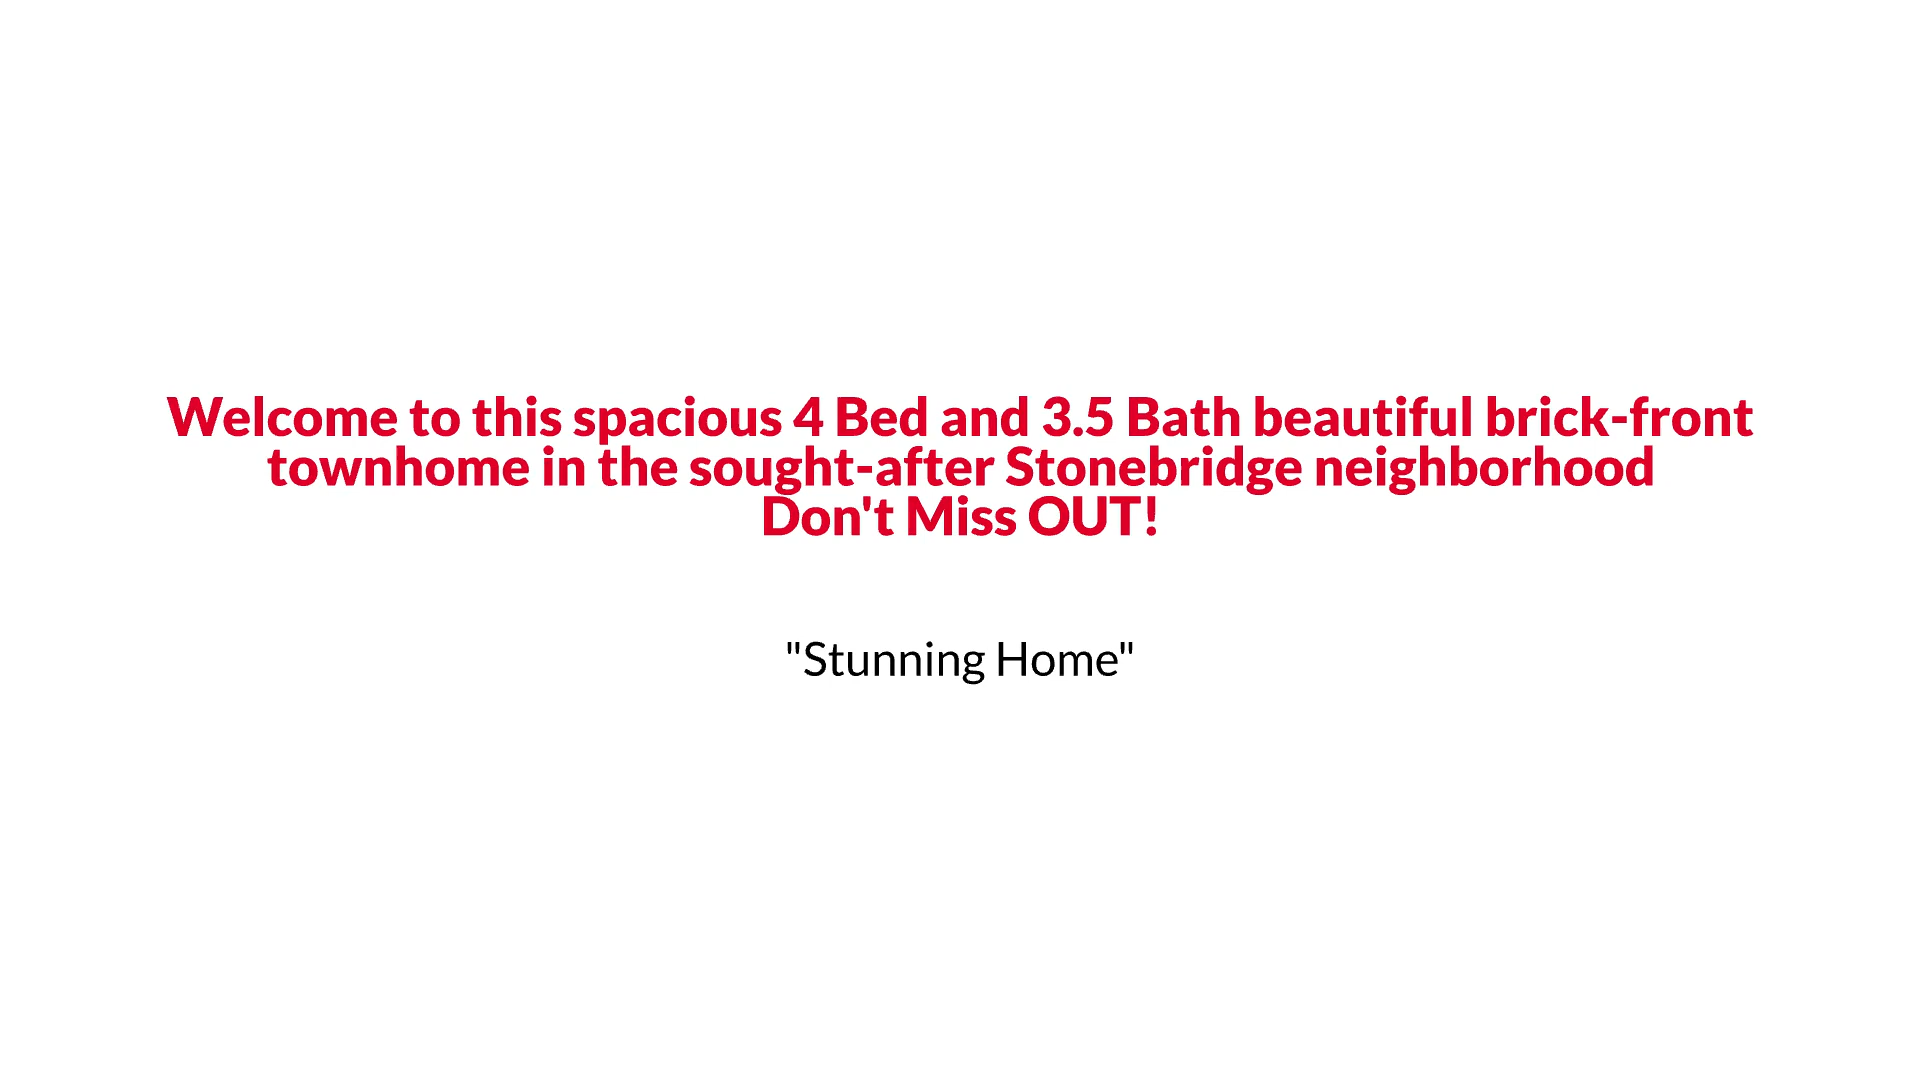 Welcome to this spacious 4 Bed and 3.5 Bath beautiful brick-front
townhome in the sought-after Stonebridge neighborhood
Don't Miss OUT!
"Stunning Home"